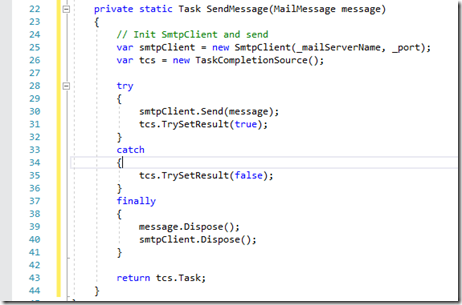 22 private static Task SendMessage(MailMessage message)
23 {
24 // Init SmtpClient and send
25 var smtpClient = new SmtpClient(_mailServerName, _port);
26 var tcs = new TaskCompletionSource();
27
28 try
29 {
30 smtpClient.Send(message);
31 tcs.TrySetResult(true);
32 }
33 catch
34 {
35 tcs.TrySetResult(false);
36 }
37 finally
38 {
39 message.Dispose();
40 smtpClient.Dispose();
41 }
42
43 return tcs.Task;
44 }